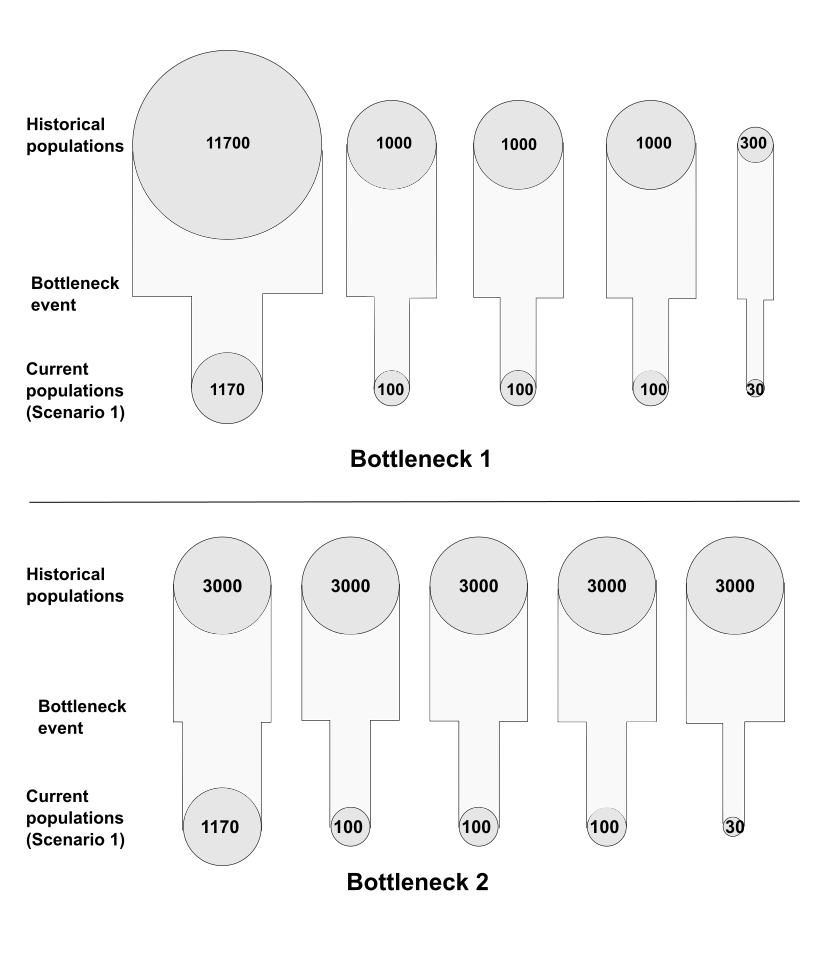 Historical
populations
11700
1000
1000
1000
300
Bottleneck
event
Current
populations
(Scenario 1)
1170
100
100
100
30
Bottleneck 1
Historical
populations
3000
3000
3000
3000
3000
Bottleneck
event
Current
populations
(Scenario 1)
1170
100
100
100
30
Bottleneck 2